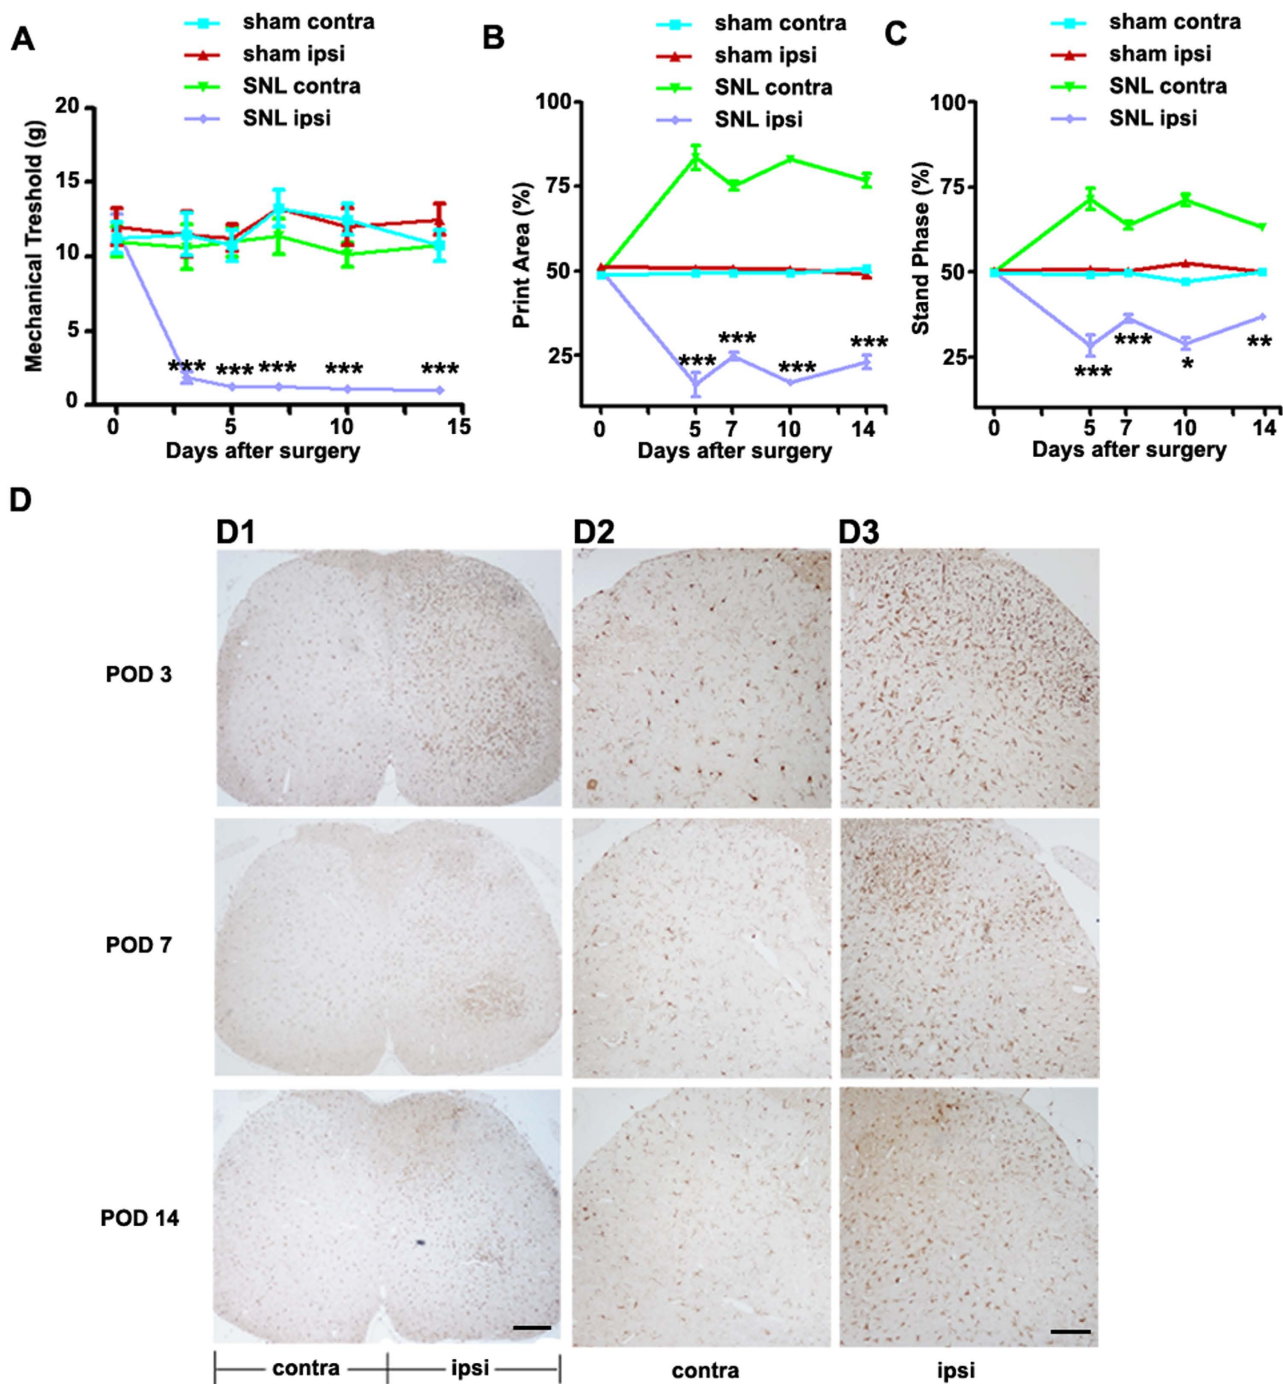 A
sham contra
sham ipsi
SNL contra
SNL ipsi
Mechanical Treshold (g)
20
15
10
5
0
*** *** *** *** ***
0 5 10 15
Days after surgery
B
sham contra
sham ipsi
SNL contra
SNL ipsi
Print Area (%)
100
75
50
25
*** *** *** ***
0 5 7 10 14
Days after surgery
C
sham contra
sham ipsi
SNL contra
SNL ipsi
Stand Phase (%)
100
75
50
25
*** *** * **
0 5 7 10 14
Days after surgery
D
D1 D2 D3
POD 3
POD 7
POD 14
contra ipsi contra ipsi